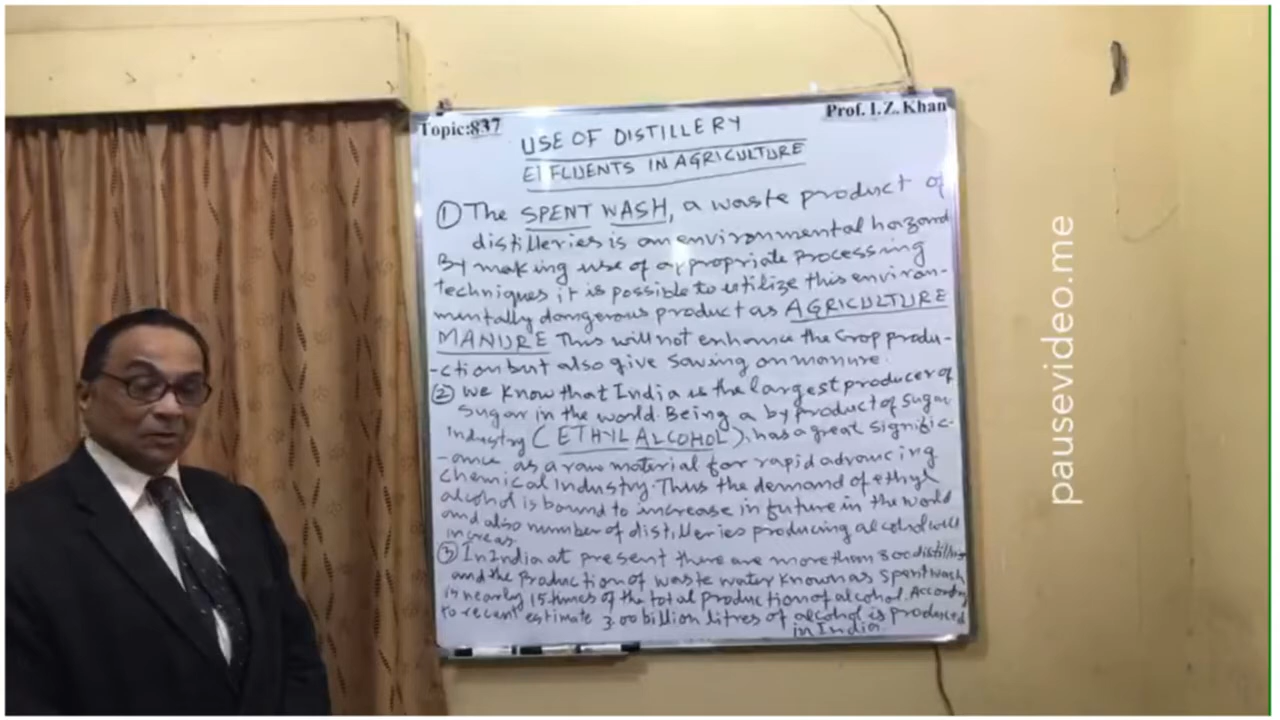 Topic:837
Prof. I.Z. Khan
USE OF DISTILLERY
EFFLUENTS IN AGRICULTURE
① The SPENT WASH, a waste product of
distilleries is an environmental hazard
By making use of appropriate processing
techniques it is possible to utilize this environ-
mentally dangerous product as AGRICULTURE
MANURE This will not enhance the Crop produ-
-ction but also give Saving on manure.
② We know that India is the largest producer of
Sugar in the world. Being a by product of Sugar
industry (ETHYL ALCOHOL), has a great signific-
-ance as a raw material for rapid advancing
chemical industry. Thus the demand of ethyl
alcohol is bound to increase in future in the world
and also number of distilleries producing alcohol will
increas
③ In India at present there are more than 300 distillery
and the Production of waste water known as Spent wash
is nearly 15 times of the total production of alcohol. According
to recent estimate 3.00 billion litres of alcohol is produced
in India.
pausevideo.me